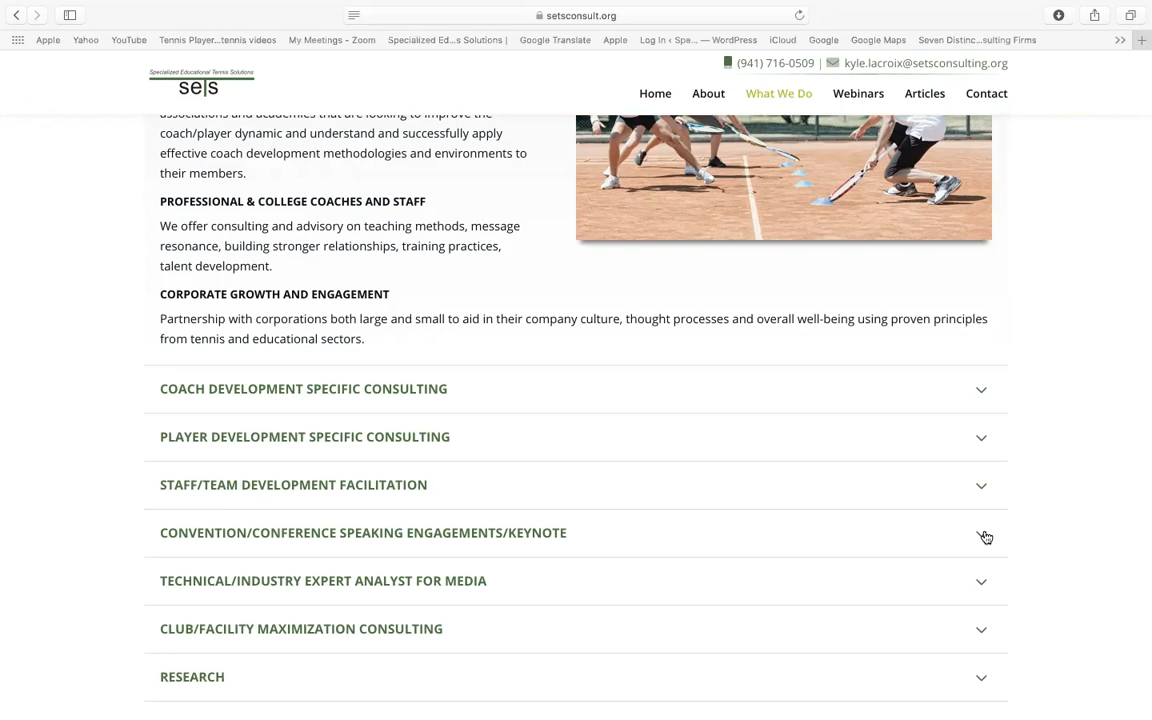 setsconsult.org
Apple Yahoo YouTube Tennis Player...tennis videos My Meetings - Zoom Specialized Ed...s Solutions | Google Translate Apple Log In ‹ Spe... — WordPress iCloud Google Google Maps Seven Distinc...sulting Firms
(941) 716-0509 | kyle.lacroix@setsconsulting.org
Specialized Educational Tennis Solutions
sets
Home About What We Do Webinars Articles Contact
associations and academies that are looking to improve the
coach/player dynamic and understand and successfully apply
effective coach development methodologies and environments to
their members.
PROFESSIONAL & COLLEGE COACHES AND STAFF
We offer consulting and advisory on teaching methods, message
resonance, building stronger relationships, training practices,
talent development.
CORPORATE GROWTH AND ENGAGEMENT
Partnership with corporations both large and small to aid in their company culture, thought processes and overall well-being using proven principles
from tennis and educational sectors.
COACH DEVELOPMENT SPECIFIC CONSULTING
PLAYER DEVELOPMENT SPECIFIC CONSULTING
STAFF/TEAM DEVELOPMENT FACILITATION
CONVENTION/CONFERENCE SPEAKING ENGAGEMENTS/KEYNOTE
TECHNICAL/INDUSTRY EXPERT ANALYST FOR MEDIA
CLUB/FACILITY MAXIMIZATION CONSULTING
RESEARCH